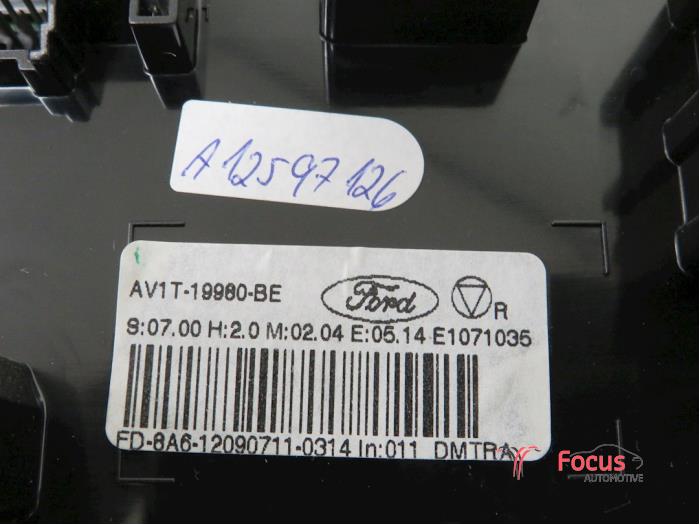 A12597126
AV1T-19980-BE Ford R
S:07.00 H:2.0 M:02.04 E:05.14 E1071035
FD-8A6-12090711-0314 In:011 DMTRA
Focus
AUTOMOTIVE